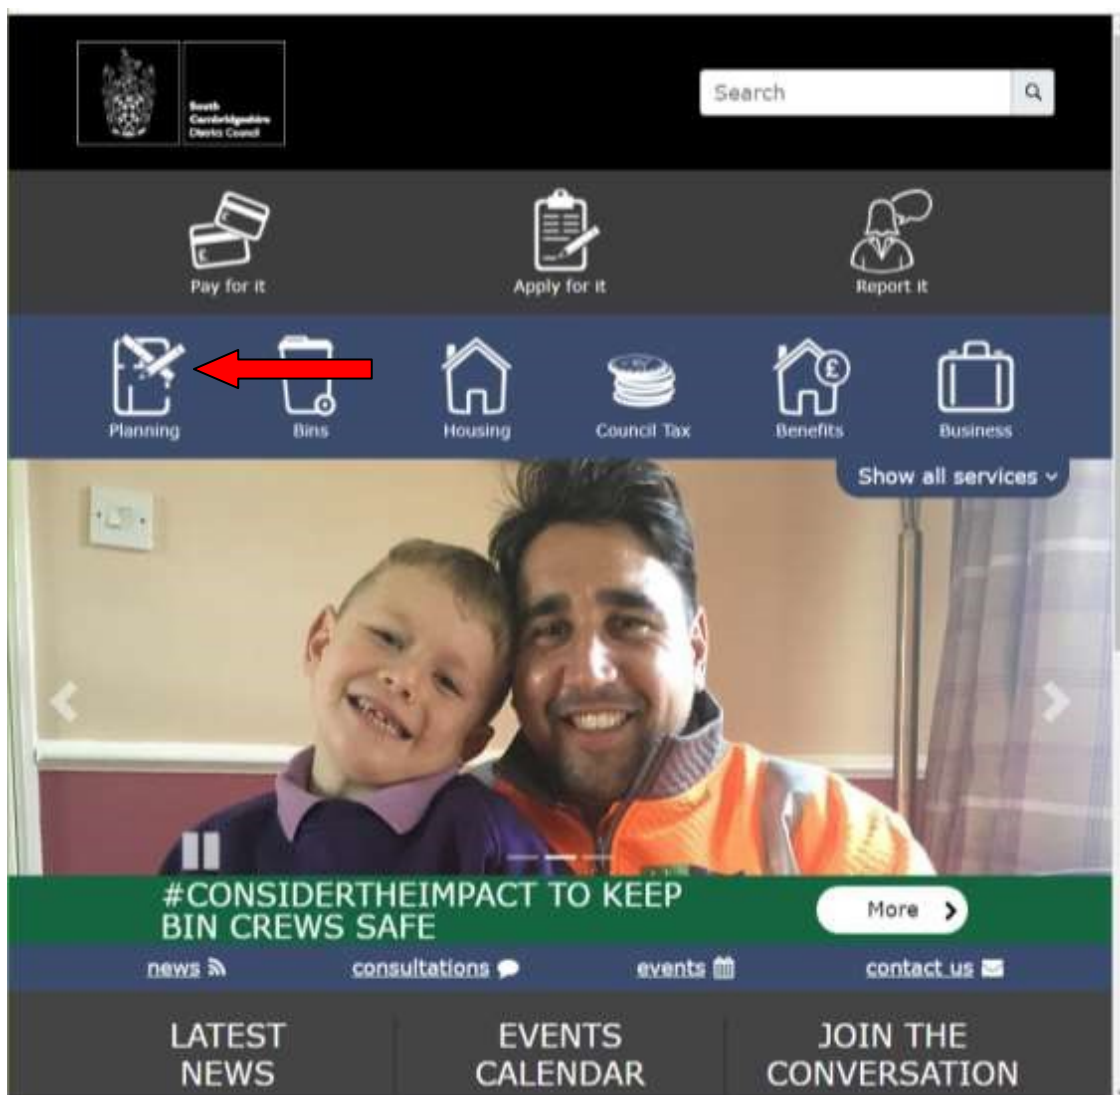 South
Cambridgeshire
District Council
Search
Pay for it
Apply for it
Report it
Planning
Bins
Housing
Council Tax
Benefits
Business
Show all services
#CONSIDERTHEIMPACT TO KEEP
BIN CREWS SAFE
More
news
consultations
events
contact us
LATEST
NEWS
EVENTS
CALENDAR
JOIN THE
CONVERSATION